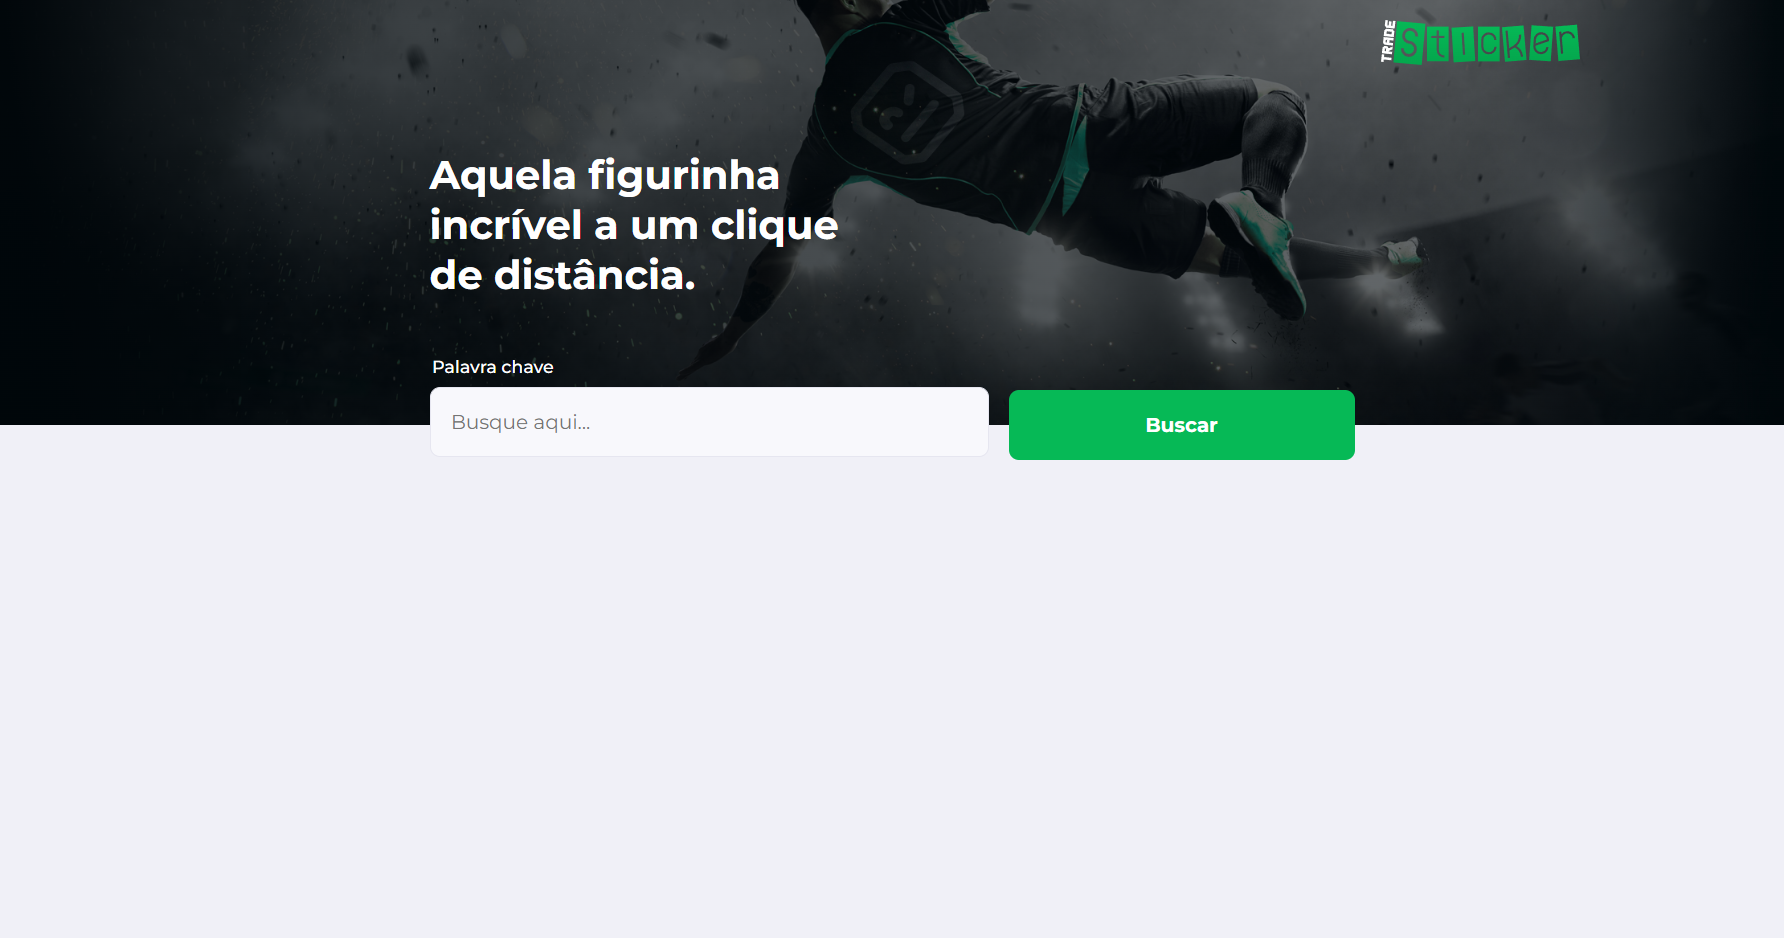 TRADE Sticker
Aquela figurinha
incrível a um clique
de distância.
Palavra chave
Busque aqui...
Buscar